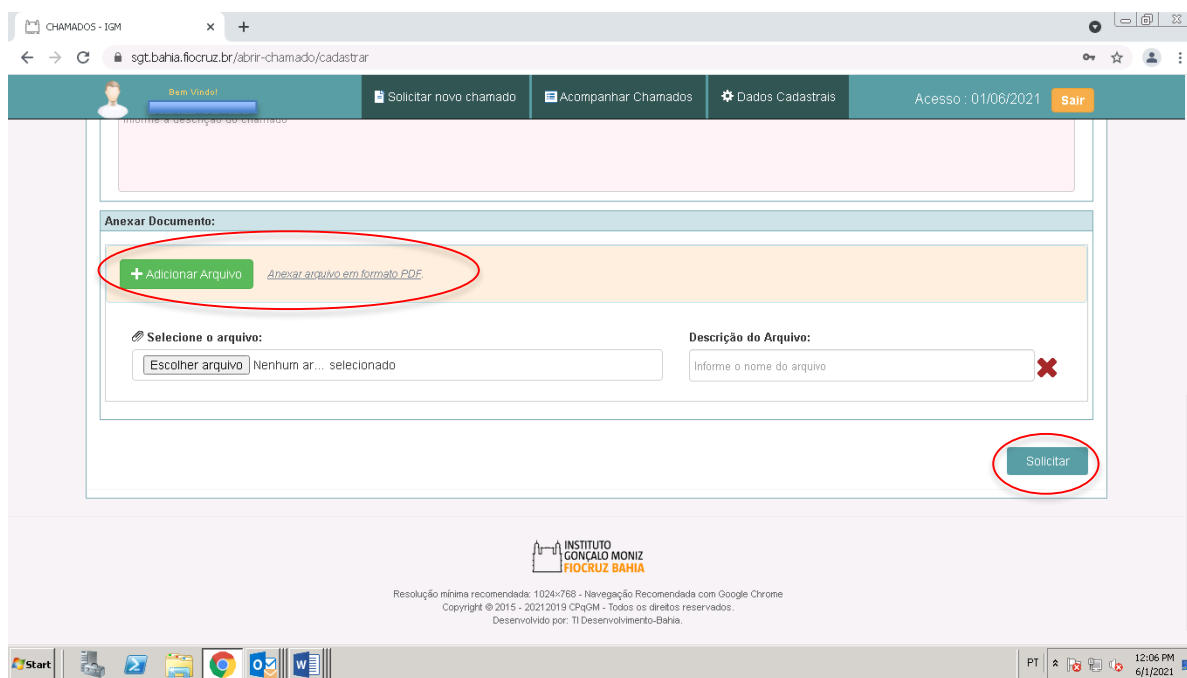 CHAMADOS - IGM
sgt.bahia.fiocruz.br/abrir-chamado/cadastrar
Bem Vindo!
Solicitar novo chamado
Acompanhar Chamados
Dados Cadastrais
Acesso : 01/06/2021
Sair
Informe a descrição do chamado
Anexar Documento:
Adicionar Arquivo
Anexar arquivo em formato PDF.
Selecione o arquivo:
Descrição do Arquivo:
Escolher arquivo Nenhum ar... selecionado
Informe o nome do arquivo
Solicitar
INSTITUTO
GONÇALO MONIZ
FIOCRUZ BAHIA
Resolução mínima recomendada: 1024×768 - Navegação Recomendada com Google Chrome
Copyright © 2015 - 20212019 CPqGM - Todos os direitos reservados.
Desenvolvido por: TI Desenvolvimento-Bahia.
Start
PT
12:06 PM
6/1/2021